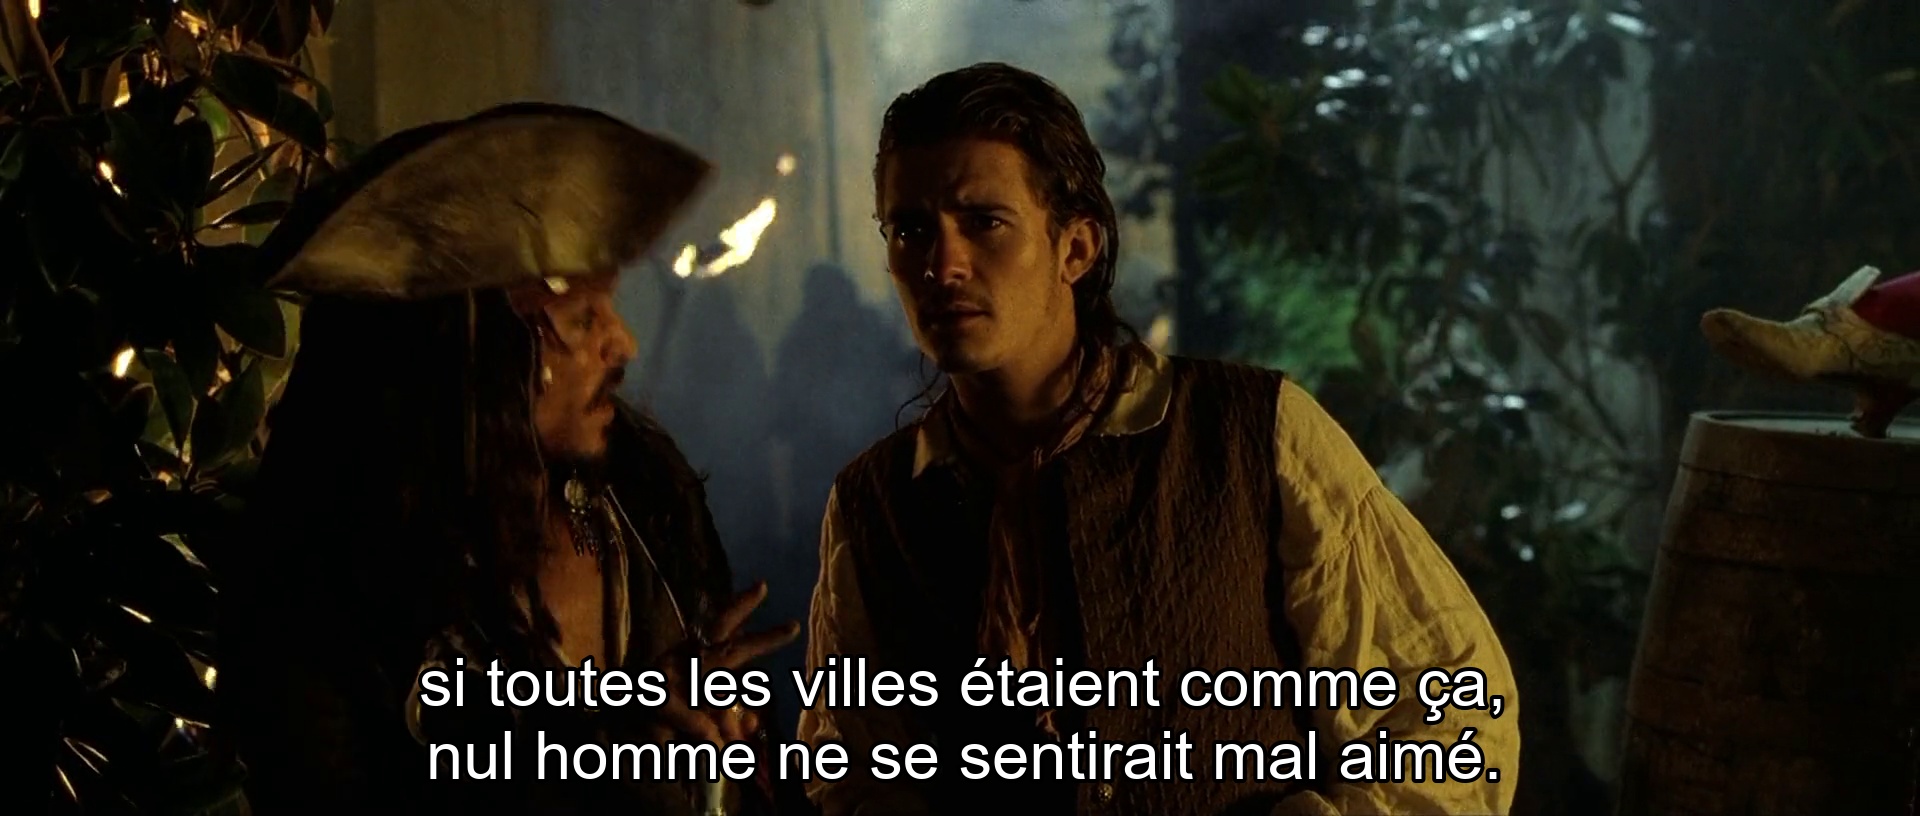 si toutes les villes étaient comme ça,
nul homme ne se sentirait mal aimé.